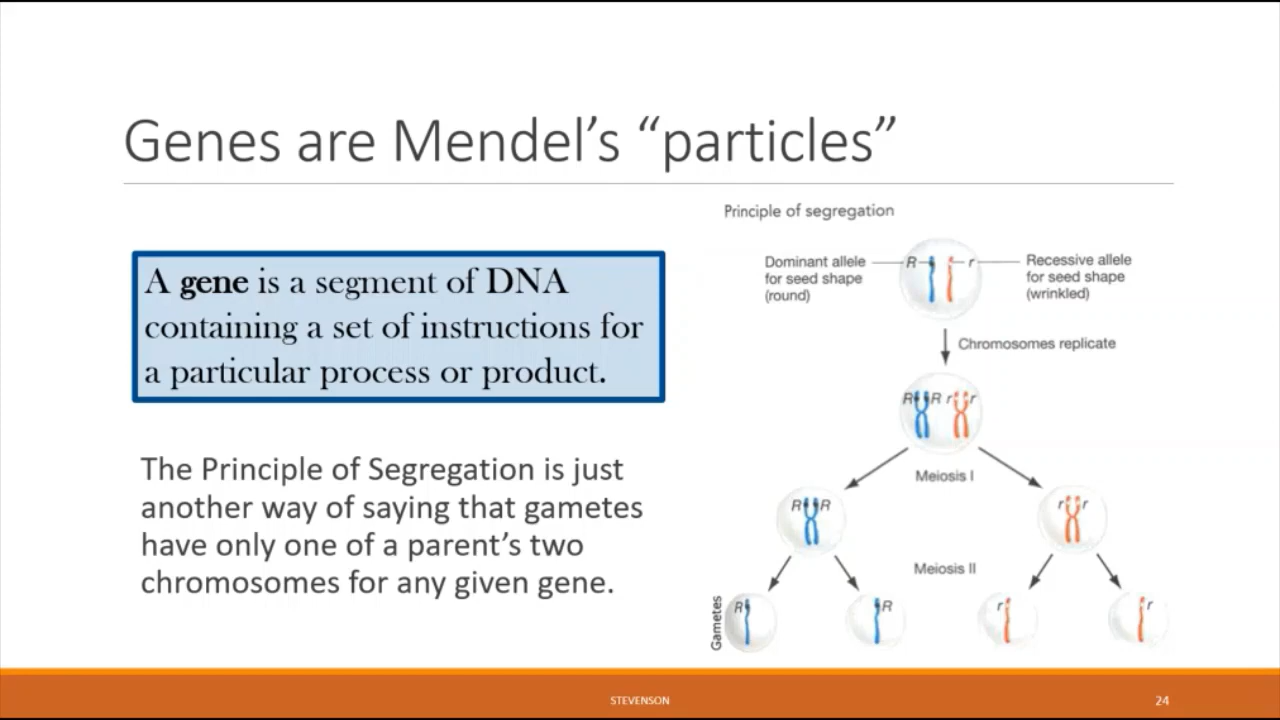 Genes are Mendel’s “particles”
A gene is a segment of DNA
containing a set of instructions for
a particular process or product.
The Principle of Segregation is just
another way of saying that gametes
have only one of a parent’s two
chromosomes for any given gene.
Principle of segregation
Dominant allele
for seed shape
(round)
R
r
Recessive allele
for seed shape
(wrinkled)
Chromosomes replicate
R R r r
Meiosis I
R R
r r
Meiosis II
Gametes
R
R
r
r
STEVENSON
24